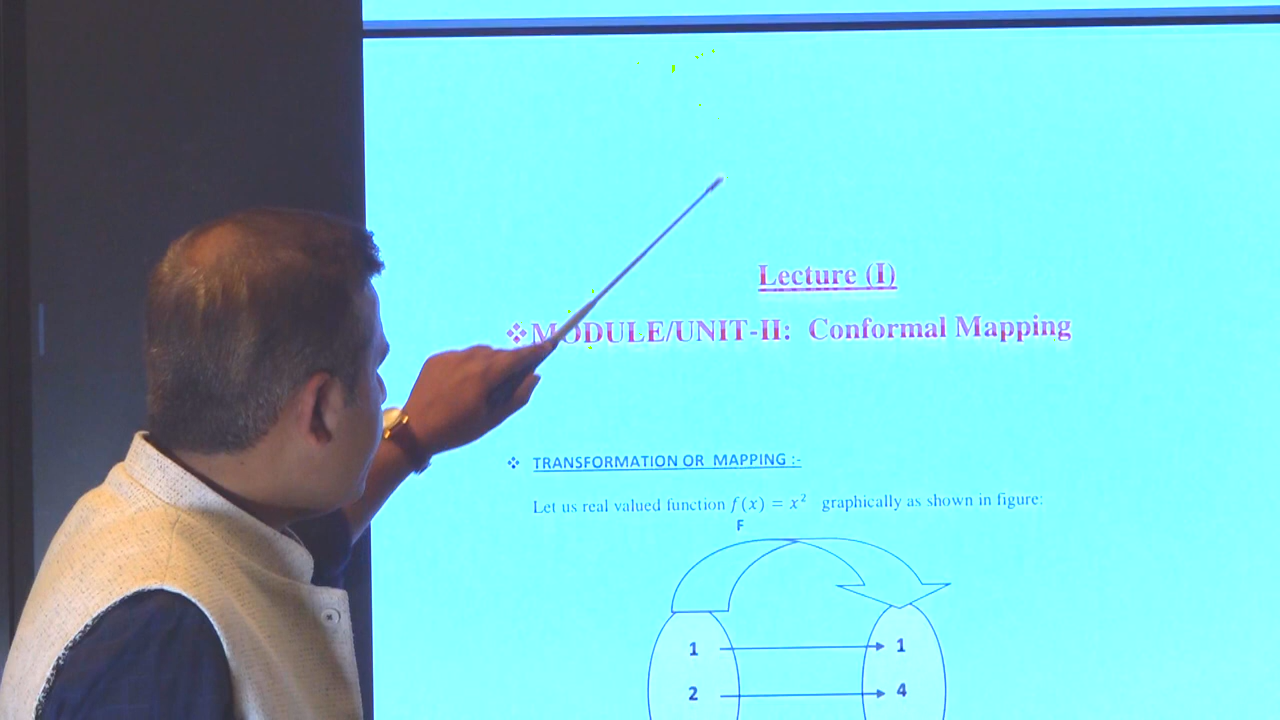 Lecture (I)
❖MODULE/UNIT-II: Conformal Mapping
❖ TRANSFORMATION OR MAPPING :-
Let us real valued function f(x) = x² graphically as shown in figure:
F
1 1
2 4